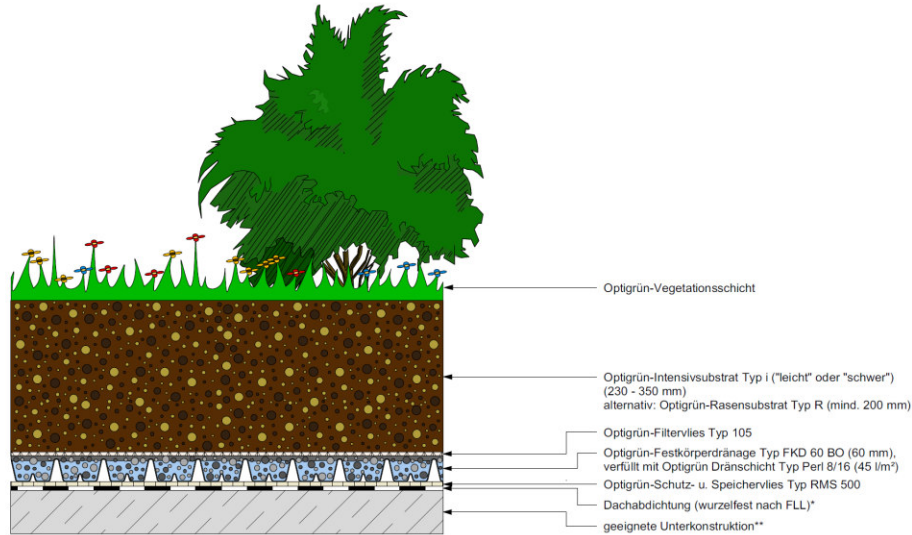 Optigrün-Vegetationsschicht
Optigrün-Intensivsubstrat Typ i ("leicht" oder "schwer")
(230 - 350 mm)
alternativ: Optigrün-Rasensubstrat Typ R (mind. 200 mm)
Optigrün-Filtervlies Typ 105
Optigrün-Festkörperdränage Typ FKD 60 BO (60 mm),
verfüllt mit Optigrün Dränschicht Typ Perl 8/16 (45 l/m²)
Optigrün-Schutz- u. Speichervlies Typ RMS 500
Dachabdichtung (wurzelfest nach FLL)*
geeignete Unterkonstruktion**